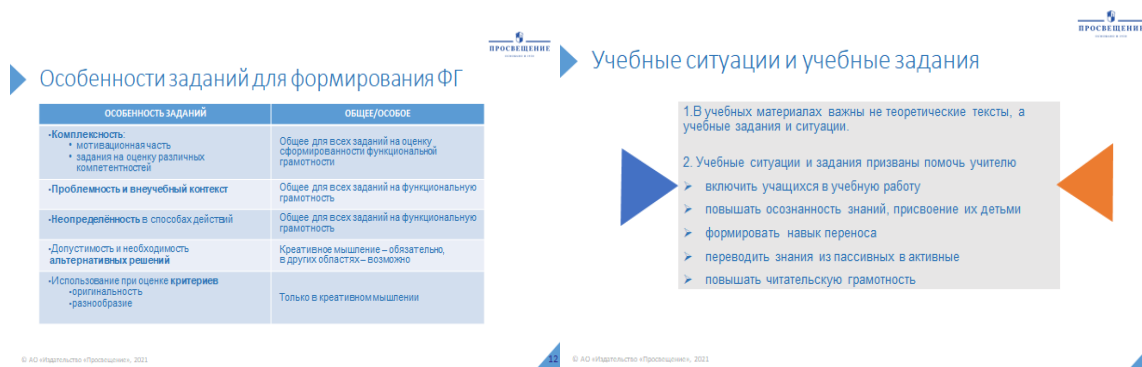 ПРОСВЕЩЕНИЕ
Особенности заданий для формирования ФГ
ОСОБЕННОСТЬ ЗАДАНИЙ
ОБЩЕЕ/ОСОБОЕ
•Комплексность:
• мотивационная часть
• задания на оценку различных
компетентностей
Общее для всех заданий на оценку
сформированности функциональной
грамотности
•Проблемность и внеучебный контекст
Общее для всех заданий на функциональную
грамотность
•Неопределённость в способах действий
Общее для всех заданий на функциональную
грамотность
•Допустимость и необходимость
альтернативных решений
Креативное мышление – обязательно,
в других областях – возможно
•Использование при оценке критериев
•оригинальность
•разнообразие
Только в креативном мышлении
© АО «Издательство «Просвещение», 2021
12
ПРОСВЕЩЕНИЕ
Учебные ситуации и учебные задания
1.В учебных материалах важны не теоретические тексты, а
учебные задания и ситуации.
2. Учебные ситуации и задания призваны помочь учителю
➢ включить учащихся в учебную работу
➢ повышать осознанность знаний, присвоение их детьми
➢ формировать навык переноса
➢ переводить знания из пассивных в активные
➢ повышать читательскую грамотность
© АО «Издательство «Просвещение», 2021